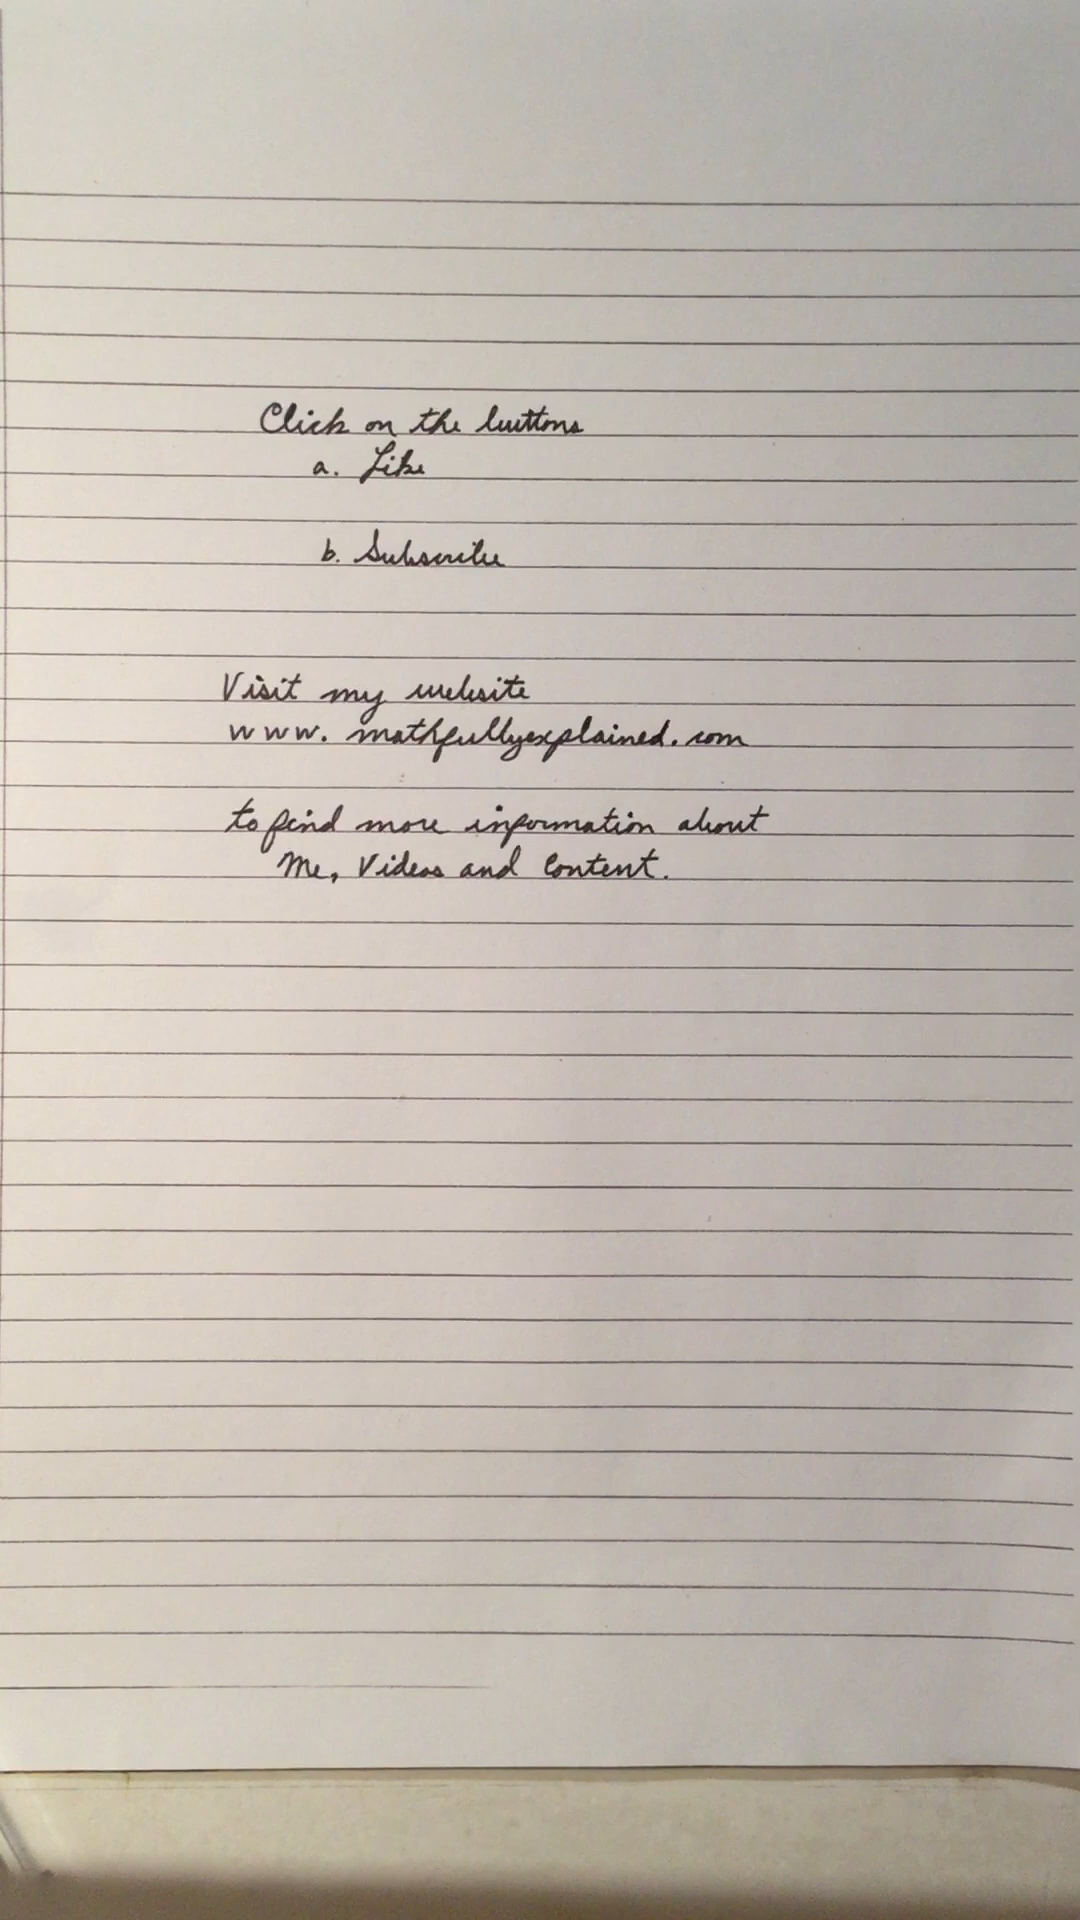 Click on the buttons
a. Like
b. Subscribe
Visit my website
www.mathfullyexplained.com
to find more information about
Me, Videos and Content.